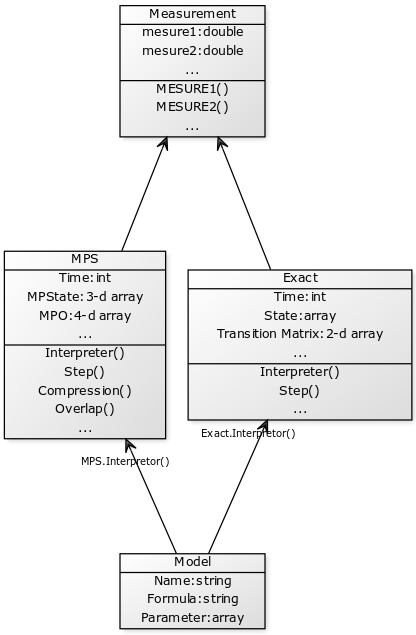 Measurement
mesure1:double
mesure2:double
...
MESURE1()
MESURE2()
...
MPS
Time:int
MPState:3-d array
MPO:4-d array
...
Interpreter()
Step()
Compression()
Overlap()
...
Exact
Time:int
State:array
Transition Matrix:2-d array
...
Interpreter()
Step()
...
MPS.Interpretor()
Exact.Interpretor()
Model
Name:string
Formula:string
Parameter:array